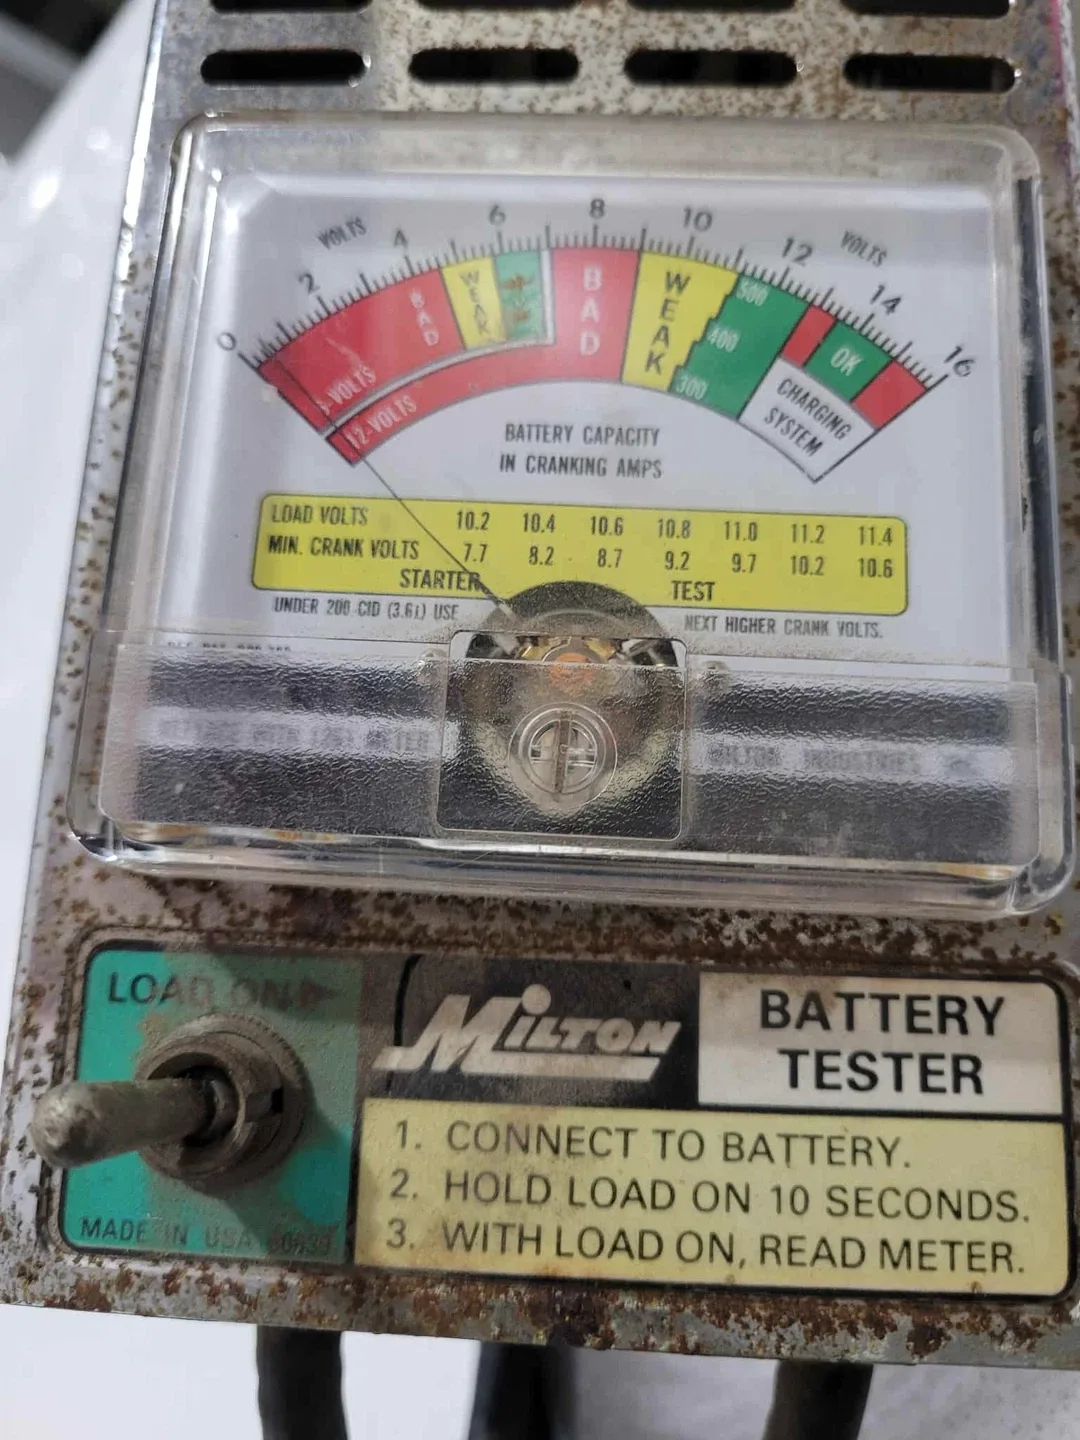 VOLTS
VOLTS
0 2 4 6 8 10 12 14 16
BAD
WEAK
BAD
WEAK
500
400
300
OK
-VOLTS
12-VOLTS
CHARGING
SYSTEM
BATTERY CAPACITY
IN CRANKING AMPS
LOAD VOLTS 10.2 10.4 10.6 10.8 11.0 11.2 11.4
MIN. CRANK VOLTS 7.7 8.2 8.7 9.2 9.7 10.2 10.6
STARTER TEST
UNDER 200 CID (3.6L) USE NEXT HIGHER CRANK VOLTS.
MILTON INDUSTRIES
LOAD ON
MILTON
BATTERY
TESTER
1. CONNECT TO BATTERY.
2. HOLD LOAD ON 10 SECONDS.
3. WITH LOAD ON, READ METER.
MADE IN USA